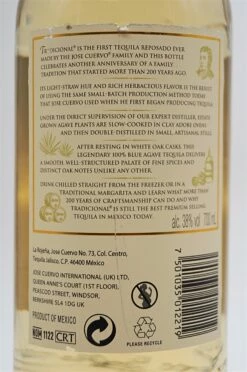 TRADICIONAL® IS THE FIRST TEQUILA REPOSADO EVER
MADE BY THE JOSE CUERVO® FAMILY AND THIS BOTTLE
CELEBRATES ANOTHER ANNIVERSARY OF A FAMILY
TRADITION THAT STARTED MORE THAN 200 YEARS AGO.
ITS LIGHT-STRAW HUE AND RICH HERBACEOUS FLAVOR IS THE RESULT
OF USING THE SAME SMALL-BATCH PRODUCTION METHOD TODAY
THAT JOSE CUERVO USED WHEN HE FIRST BEGAN PRODUCING TEQUILA.
UNDER THE DIRECT SUPERVISION OF OUR EXPERT DISTILLER, ESTATE
GROWN AGAVE PLANTS ARE SLOW-COOKED IN CLAY ADOBE OVENS
AND THEN DOUBLE-DISTILLED IN SMALL, ARTISANAL STILLS.
AFTER RESTING IN WHITE OAK CASKS, THIS
LEGENDARY 100% BLUE AGAVE TEQUILA DELIVERS
A SMOOTH, WELL-STRUCTURED PALATE OF FINE SPICES AND
DISTINCT OAK NOTES UNLIKE ANY OTHER.
DRINK CHILLED STRAIGHT FROM THE FREEZER OR IN A
TRADICIONAL MARGARITA AND LEARN WHAT MORE THAN
200 YEARS OF CRAFTSMANSHIP CAN DO AND WHY
TRADICIONAL® IS STILL THE BEST PREMIUM SELLING
TEQUILA IN MEXICO TODAY.
La Rojeña, Jose Cuervo No. 73, Col. Centro,
Tequila Jalisco, C.P. 46400 México
alc. 38% vol 700 mL
JOSE CUERVO INTERNATIONAL (UK) LTD,
QUEEN ANNE'S COURT (1ST FLOOR),
PEASCOD STREET, WINDSOR,
BERKSHIRE SL4 1DG UK
PRODUCT OF MEXICO
NOM 1122 CRT
PLEASE RECYCLE
7501035012219